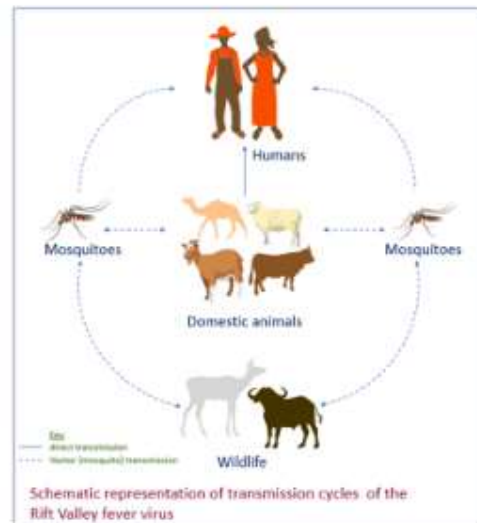 Humans
Mosquitoes
Mosquitoes
Domestic animals
Wildlife
Key
direct transmission
Vector (mosquito) transmission
Schematic representation of transmission cycles of the
Rift Valley fever virus